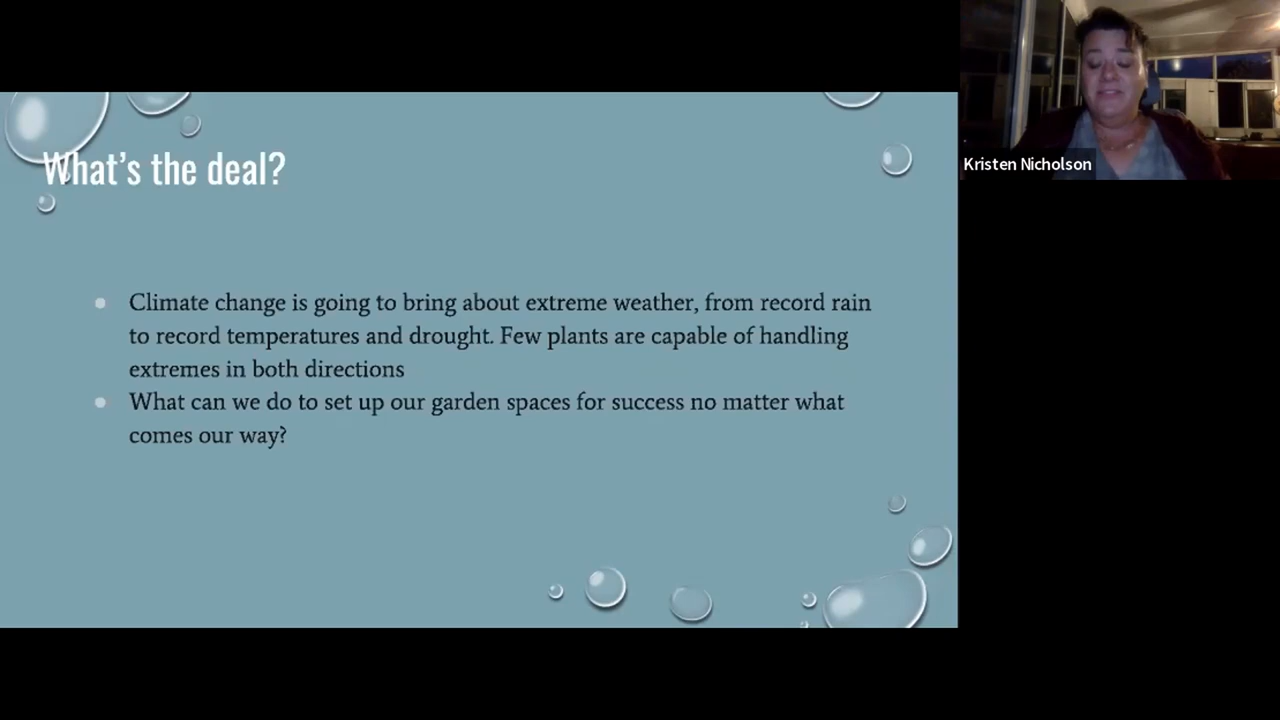 What's the deal?
Climate change is going to bring about extreme weather, from record rain
to record temperatures and drought. Few plants are capable of handling
extremes in both directions
What can we do to set up our garden spaces for success no matter what
comes our way?
Kristen Nicholson